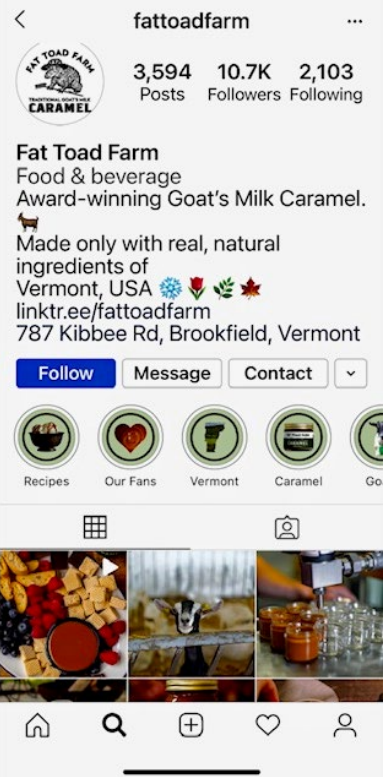 fattoadfarm
FAT TOAD FARM
TRADITIONAL GOAT'S MILK
CARAMEL
3,594 10.7K 2,103
Posts Followers Following
Fat Toad Farm
Food & beverage
Award-winning Goat's Milk Caramel.
🐐
Made only with real, natural
ingredients of
Vermont, USA ❄️🌷🌿🍁
linktr.ee/fattoadfarm
787 Kibbee Rd, Brookfield, Vermont
Follow Message Contact
Recipes Our Fans Vermont Caramel Go